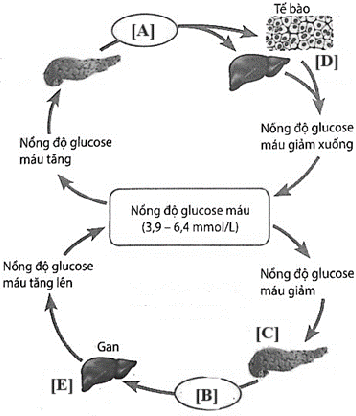 [A]
Tế bào
[D]
Nồng độ glucose
máu tăng
Nồng độ glucose
máu giảm xuống
Nồng độ glucose máu
(3,9 – 6,4 mmol/L)
Nồng độ glucose
máu tăng lên
Nồng độ glucose
máu giảm
[C]
Gan
[E]
[B]